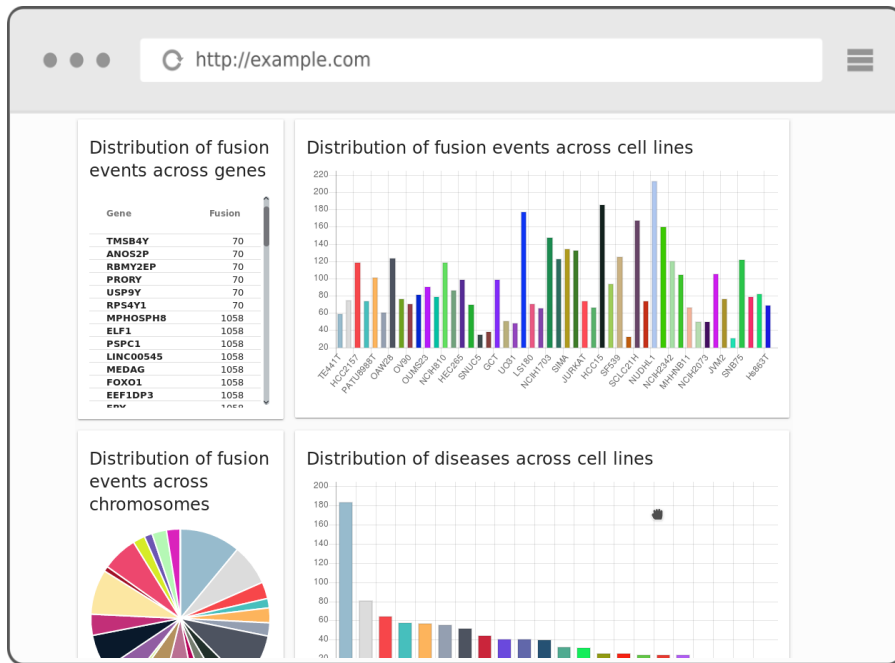 http://example.com
Distribution of fusion
events across genes
Gene Fusion
TMSB4Y 70
ANOS2P 70
RBMY2EP 70
PRORY 70
USP9Y 70
RPS4Y1 70
MPHOSPH8 1058
ELF1 1058
PSPC1 1058
LINC00545 1058
MEDAG 1058
FOXO1 1058
EEF1DP3 1058
Distribution of fusion events across cell lines
220
200
180
160
140
120
100
80
60
40
20
TE441T
HCC2157
PATU8988T
OAW28
OV90
OUMS23
NCIH810
HEC265
SNUC5
GCT
UO31
LS180
NCIH1703
SIMA
JURKAT
HCC15
SF539
SCLC21H
NUDHL1
NCIH2342
MHHNB11
NCIH2073
JVM2
SNB75
Hs863T
Distribution of fusion
events across
chromosomes
Distribution of diseases across cell lines
200
180
160
140
120
100
80
60
40
20